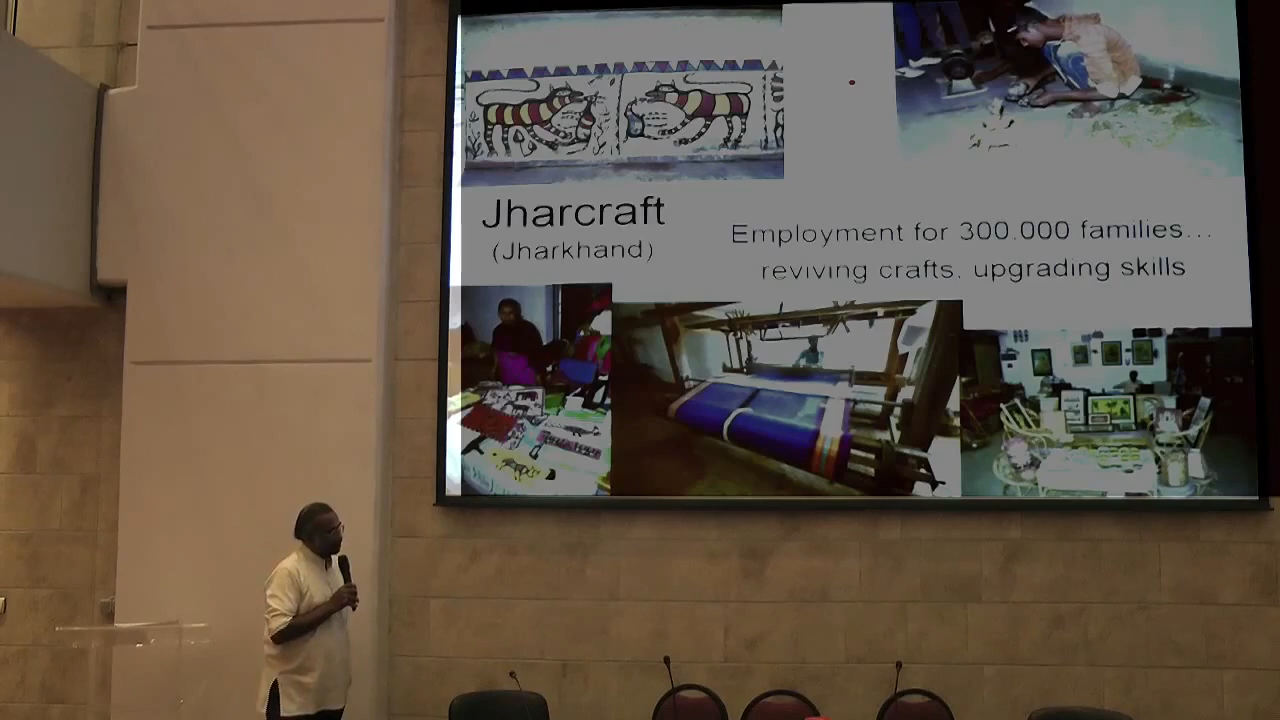 Jharcraft
(Jharkhand)
Employment for 300.000 families...
reviving crafts. upgrading skills